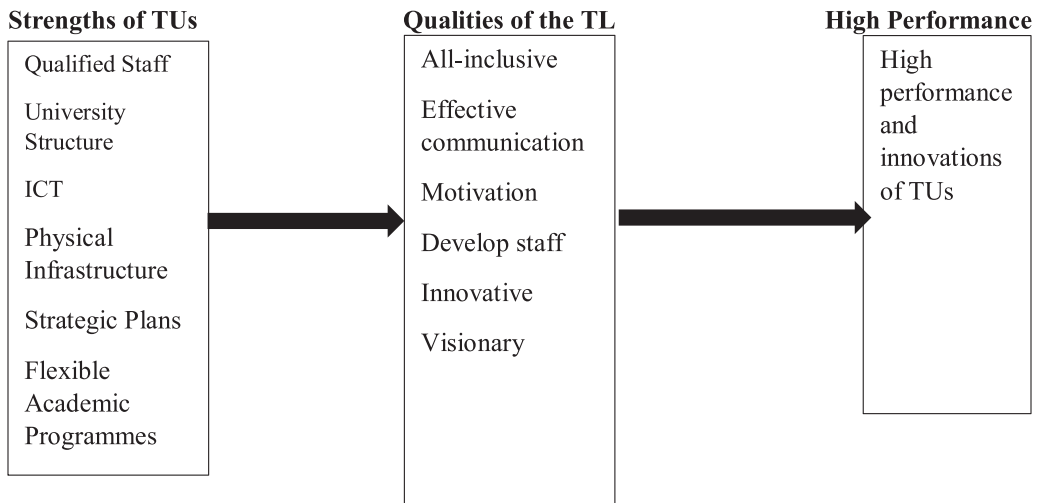 Strengths of TUs
Qualified Staff
University
Structure
ICT
Physical
Infrastructure
Strategic Plans
Flexible
Academic
Programmes
Qualities of the TL
All-inclusive
Effective
communication
Motivation
Develop staff
Innovative
Visionary
High Performance
High
performance
and
innovations
of TUs